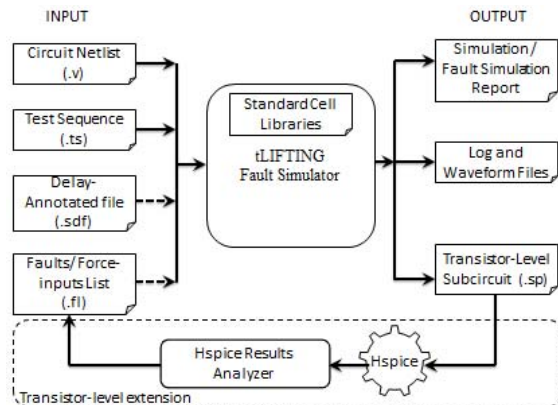 INPUT
OUTPUT
Circuit Netlist
(.v)
Test Sequence
(.ts)
Delay-
Annotated file
(.sdf)
Faults/Force-
inputs List
(.fl)
Standard Cell
Libraries
tLIFTING
Fault Simulator
Simulation /
Fault Simulation
Report
Log and
Waveform Files
Transistor-Level
Subcircuit (.sp)
Hspice Results
Analyzer
Hspice
Transistor-level extension